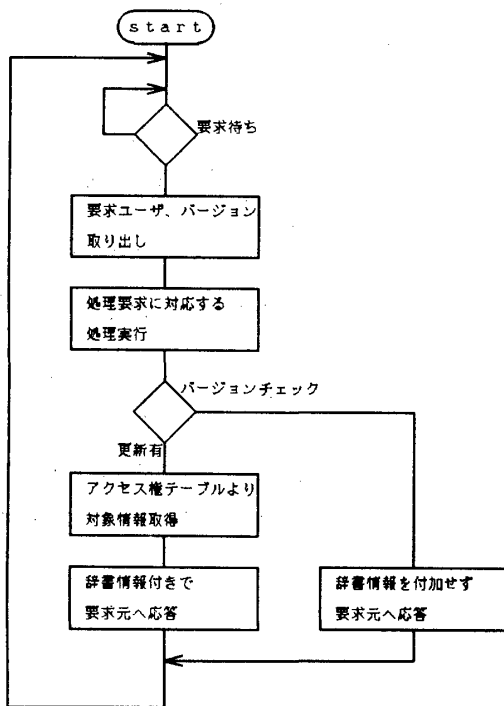 start
要求待ち
要求ユーザ、バージョン
取り出し
処理要求に対応する
処理実行
バージョンチェック
更新有
アクセス権テーブルより
対象情報取得
辞書情報付きで
要求元へ応答
辞書情報を付加せず
要求元へ応答